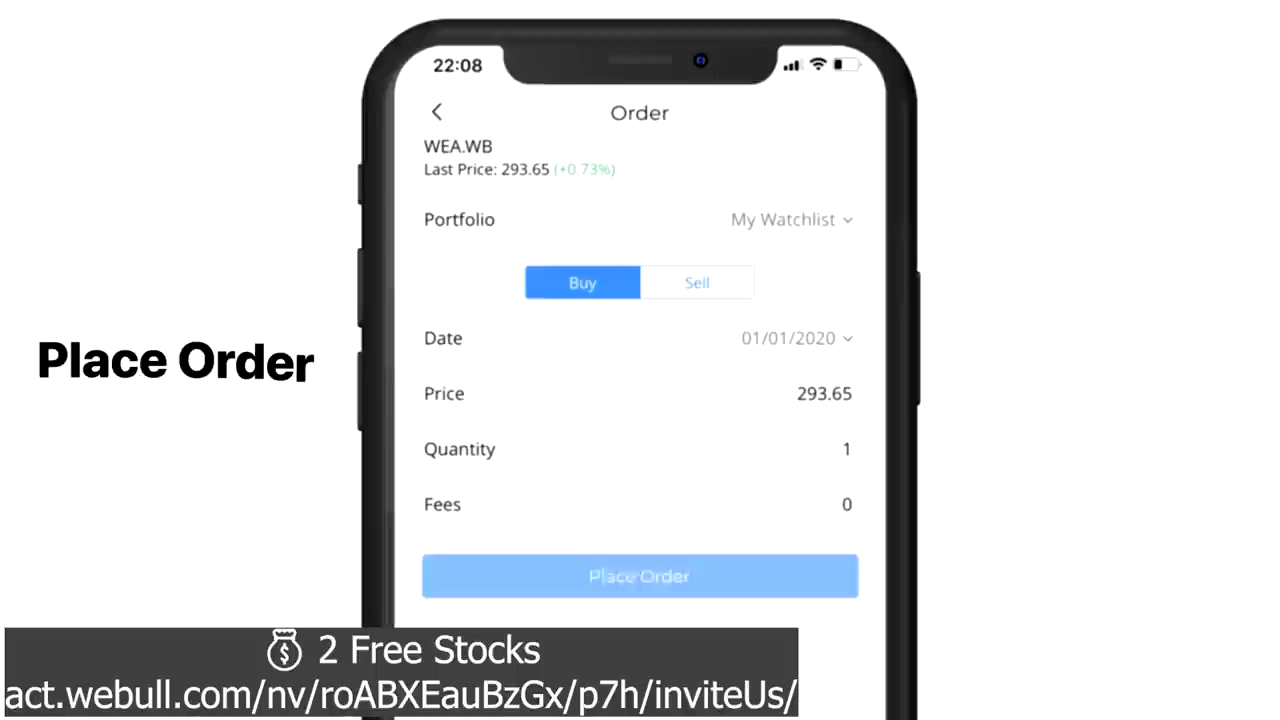 22:08
Order
WEA.WB
Last Price: 293.65 (+0.73%)
Portfolio My Watchlist
Buy Sell
Date 01/01/2020
Place Order
Price 293.65
Quantity 1
Fees 0
Place Order
2 Free Stocks
act.webull.com/nv/roABXEauBzGx/p7h/inviteUs/